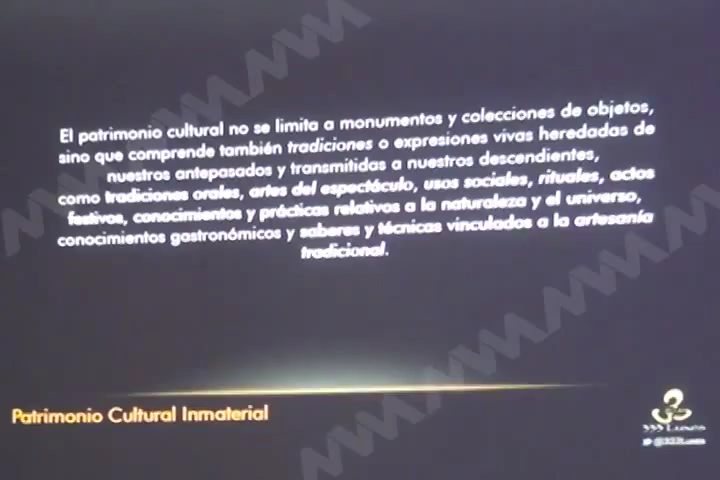 El patrimonio cultural no se limita a monumentos y colecciones de objetos,
sino que comprende también tradiciones o expresiones vivas heredadas de
nuestros antepasados y transmitidas a nuestros descendientes,
como tradiciones orales, artes del espectáculo, usos sociales, rituales, actos
festivos, conocimientos y prácticas relativos a la naturaleza y el universo,
conocimientos gastronómicos y saberes y técnicas vinculados a la artesanía
tradicional.
Patrimonio Cultural Inmaterial